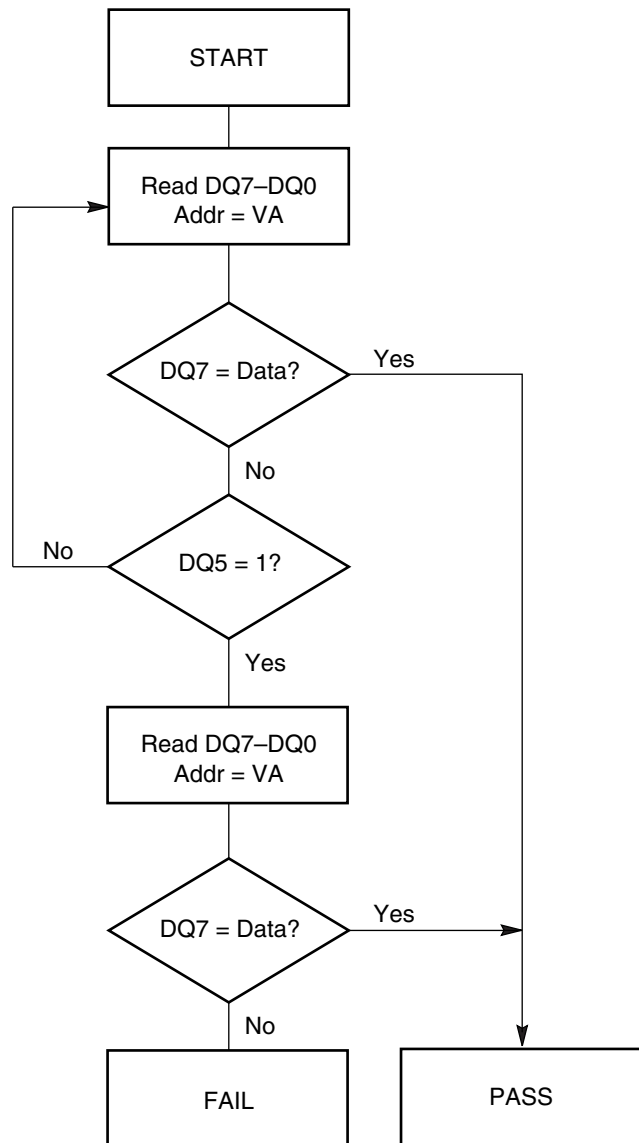 START
Read DQ7–DQ0
Addr = VA
DQ7 = Data?
Yes
No
No
DQ5 = 1?
Yes
Read DQ7–DQ0
Addr = VA
DQ7 = Data?
Yes
No
FAIL
PASS